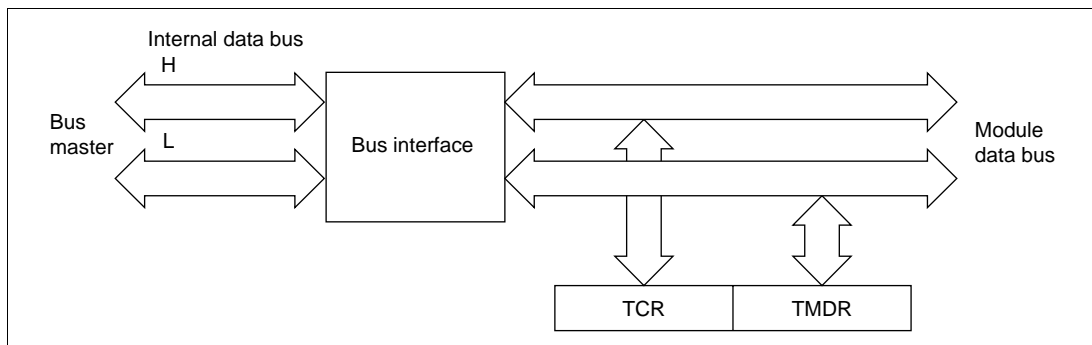 Internal data bus
H
Bus
master
L
Bus interface
Module
data bus
TCR
TMDR